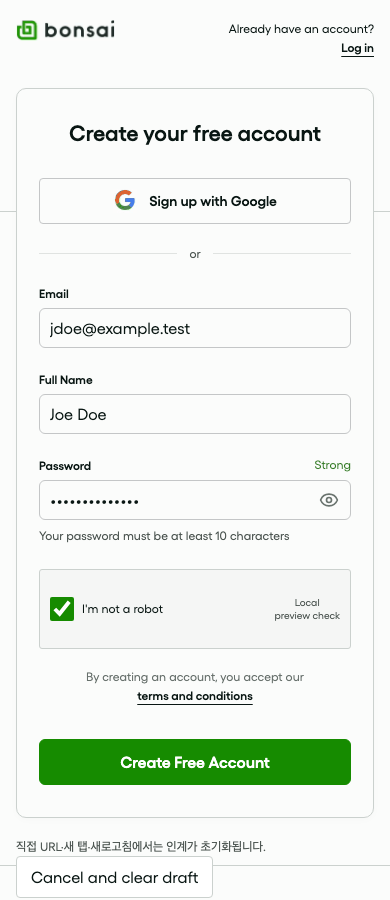 bonsai
Already have an account?
Log in
Create your free account
Sign up with Google
or
Email
jdoe@example.test
Full Name
Joe Doe
Password
Strong
••••••••••••••
Your password must be at least 10 characters
I'm not a robot
Local
preview check
By creating an account, you accept our
terms and conditions
Create Free Account
직접 URL·새 탭·새로고침에서는 인계가 초기화됩니다.
Cancel and clear draft